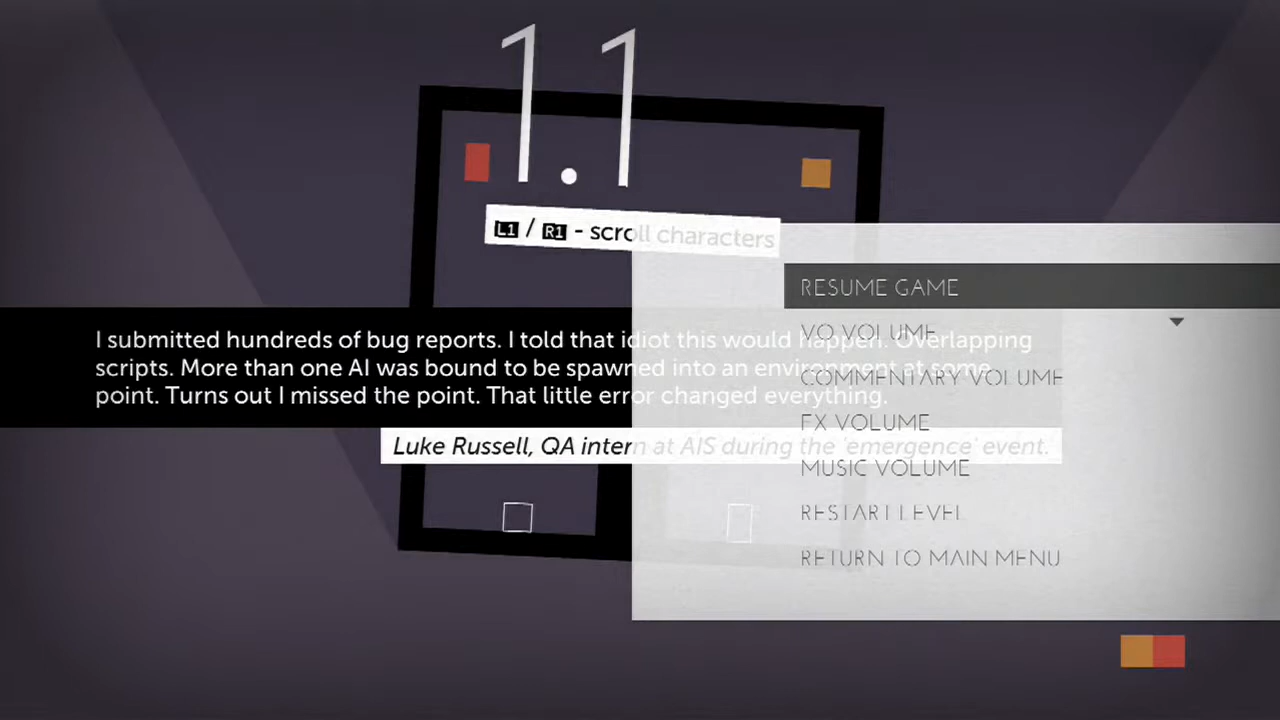 1.1
L1 / R1 - scroll characters
RESUME GAME
I submitted hundreds of bug reports. I told that idiot this would happen. Overlapping
scripts. More than one AI was bound to be spawned into an environment at some
point. Turns out I missed the point. That little error changed everything.
Luke Russell, QA intern at AIS during the 'emergence' event.
VO VOLUME
COMMENTARY VOLUME
FX VOLUME
MUSIC VOLUME
RESTART LEVEL
RETURN TO MAIN MENU